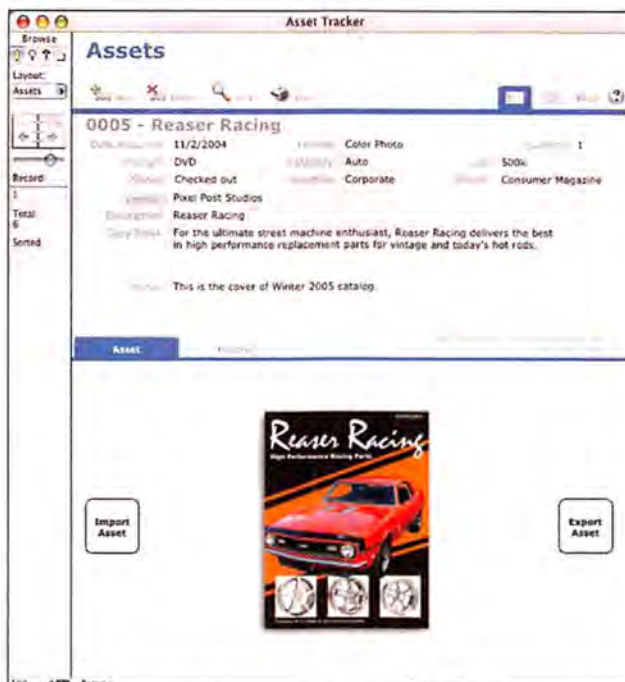 Asset Tracker
Browse
Layout:
Assets
Record
1
Total
6
Sorted
Assets
0005 - Reaser Racing
11/2/2004
Color Photo
1
DVD
Auto
500k
Checked out
Corporate
Consumer Magazine
Pixel Post Studios
Description
Reaser Racing
For the ultimate street machine enthusiast, Reaser Racing delivers the best
in high performance replacement parts for vintage and today's hot rods.
This is the cover of Winter 2005 catalog.
Asset
Reaser Racing
High Performance Racing Parts
Import
Asset
Export
Asset